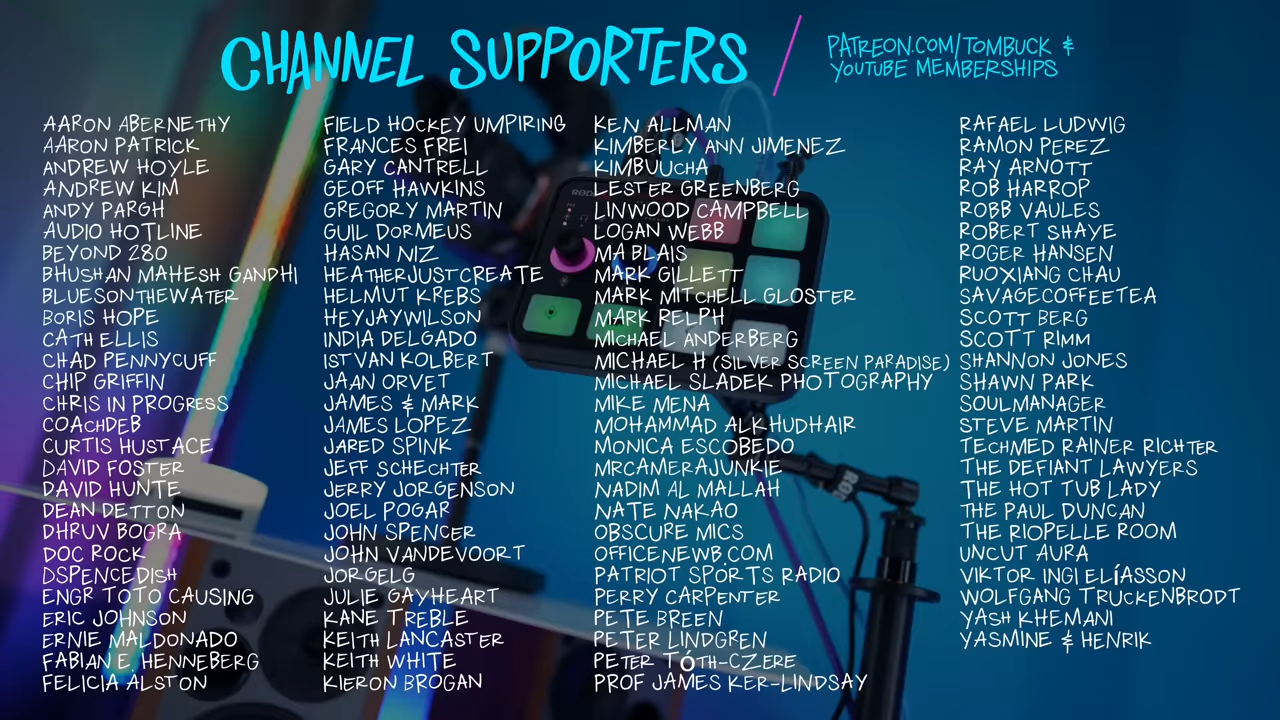 CHANNEL SUPPORTERS
PATREON.COM/TOMBUCK &
YOUTUBE MEMBERSHIPS
AARON ABERNETHY
AARON PATRICK
ANDREW HOYLE
ANDREW KIM
ANDY PARGH
AUDIO HOTLINE
BEYOND 280
BHUSHAN MAHESH GANDHI
BLUESONTHEWATER
BORIS HOPE
CATH ELLIS
CHAD PENNYCUFF
CHIP GRIFFIN
CHRIS IN PROGRESS
COACHDEB
CURTIS HUSTACE
DAVID FOSTER
DAVID HUNTE
DEAN DETTON
DHRUV BOGRA
DOC ROCK
DSPENCEDISH
ENGR TOTO CAUSING
ERIC JOHNSON
ERNIE MALDONADO
FABIAN E. HENNEBERG
FELICIA ALSTON
FIELD HOCKEY UMPIRING
FRANCES FREI
GARY CANTRELL
GEOFF HAWKINS
GREGORY MARTIN
GUIL DORMEUS
HASAN NIZ
HEATHERJUSTCREATE
HELMUT KREBS
HEYJAYWILSON
INDIA DELGADO
ISTVAN KOLBERT
JAAN ORVET
JAMES & MARK
JAMES LOPEZ
JARED SPINK
JEFF SCHECHTER
JERRY JORGENSON
JOEL POGAR
JOHN SPENCER
JOHN VANDEVOORT
JORGELG
JULIE GAYHEART
KANE TREBLE
KEITH LANCASTER
KEITH WHITE
KIERON BROGAN
KEN ALLMAN
KIMBERLY ANN JIMENEZ
KIMBUUCHA
LESTER GREENBERG
LINWOOD CAMPBELL
LOGAN WEBB
MA BLAIS
MARK GILLETT
MARK MITCHELL GLOSTER
MARK RELPH
MICHAEL ANDERBERG
MICHAEL H (SILVER SCREEN PARADISE)
MICHAEL SLADEK PHOTOGRAPHY
MIKE MENA
MOHAMMAD ALKHUDHAIR
MONICA ESCOBEDO
MRCAMERAJUNKIE
NADIM AL MALLAH
NATE NAKAO
OBSCURE MICS
OFFICENEWB.COM
PATRIOT SPORTS RADIO
PERRY CARPENTER
PETE BREEN
PETER LINDGREN
PETER TÓTH-CZERE
PROF JAMES KER-LINDSAY
RAFAEL LUDWIG
RAMON PEREZ
RAY ARNOTT
ROB HARROP
ROBB VAULES
ROBERT SHAYE
ROGER HANSEN
RUOXIANG CHAU
SAVAGECOFFEETEA
SCOTT BERG
SCOTT RIMM
SHANNON JONES
SHAWN PARK
SOULMANAGER
STEVE MARTIN
TECHMED RAINER RICHTER
THE DEFIANT LAWYERS
THE HOT TUB LADY
THE PAUL DUNCAN
THE RIOPELLE ROOM
UNCUT AURA
VIKTOR INGI ELÍASSON
WOLFGANG TRUCKENBRODT
YASH KHEMANI
YASMINE & HENRIK